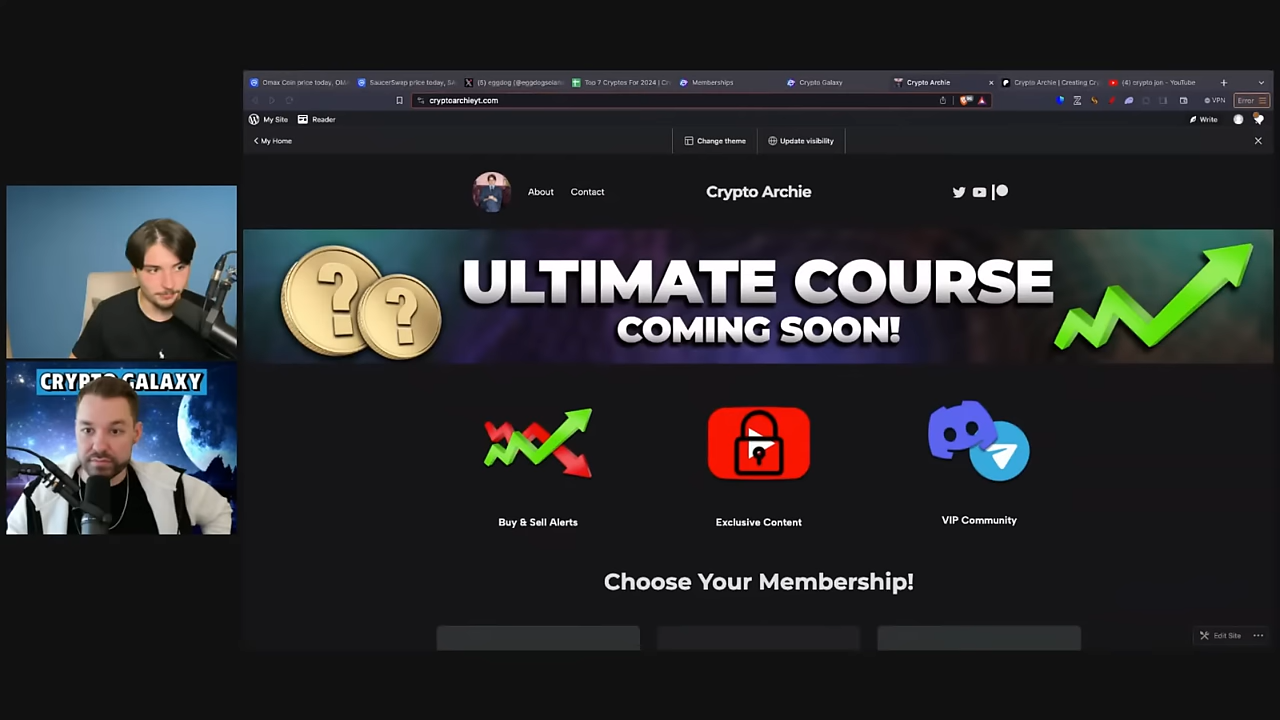 Omax Coin price today, OM
SaucerSwap price today, SA
(5) eggdog (@eggdogsolan
Top 7 Cryptos For 2024 | Cr
Memberships
Crypto Galaxy
Crypto Archie
Crypto Archie | Creating Cry
(4) crypto jon - YouTube
cryptoarchieyt.com
VPN
Error
My Site
Reader
Write
My Home
Change theme
Update visibility
About
Contact
Crypto Archie
ULTIMATE COURSE
COMING SOON!
CRYPTO GALAXY
Buy & Sell Alerts
Exclusive Content
VIP Community
Choose Your Membership!
Edit Site